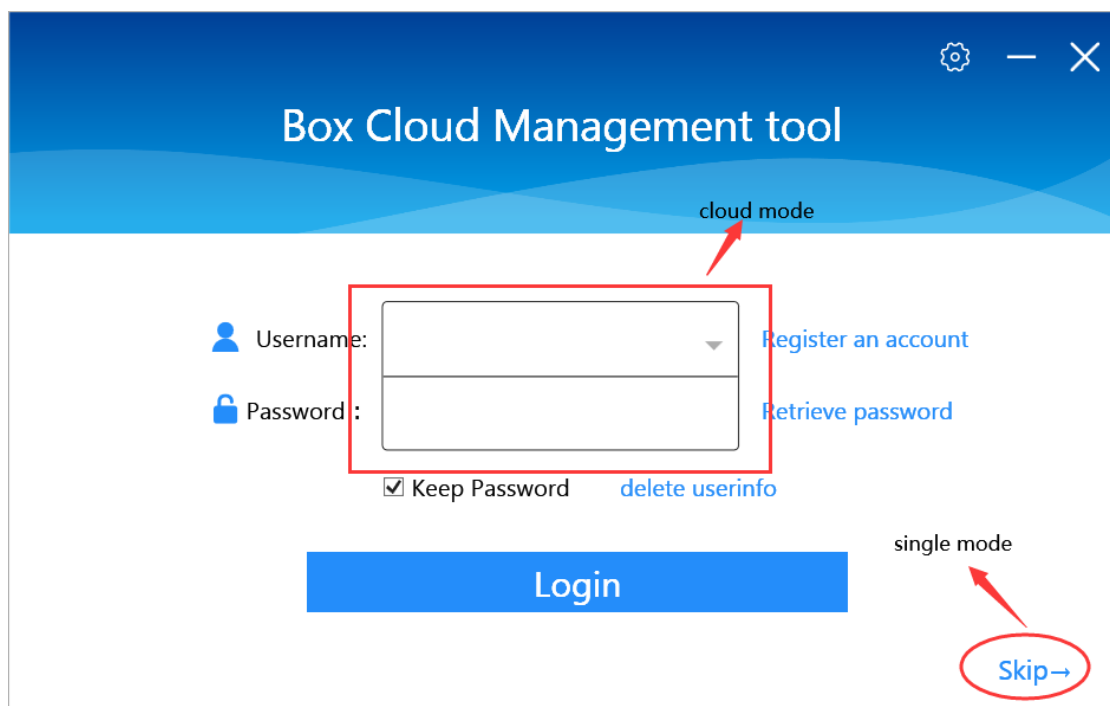 Box Cloud Management tool
cloud mode
Username:
Register an account
Password :
Retrieve password
Keep Password
delete userinfo
single mode
Login
Skip→